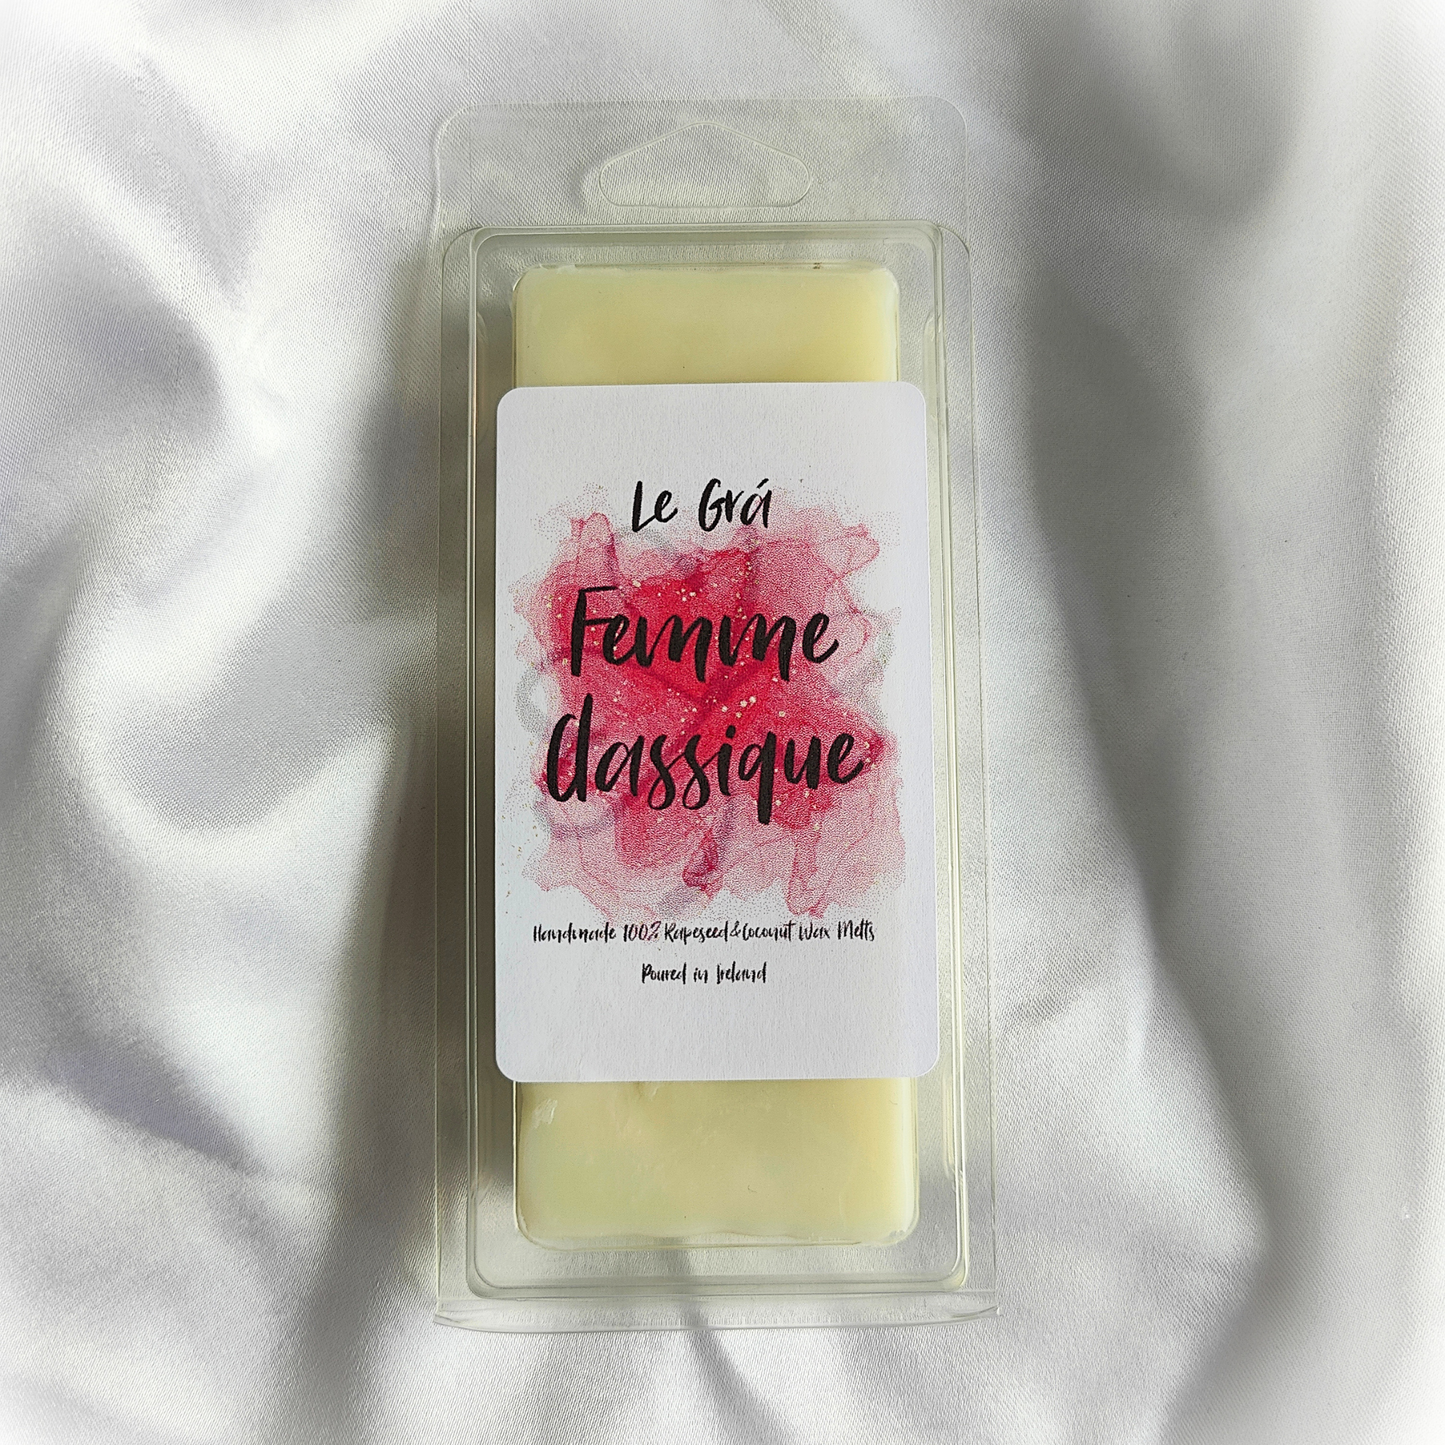 Le Grá
Femme
Classique
Handmade 100% Rapeseed & Coconut Wax Melts
Poured in Ireland